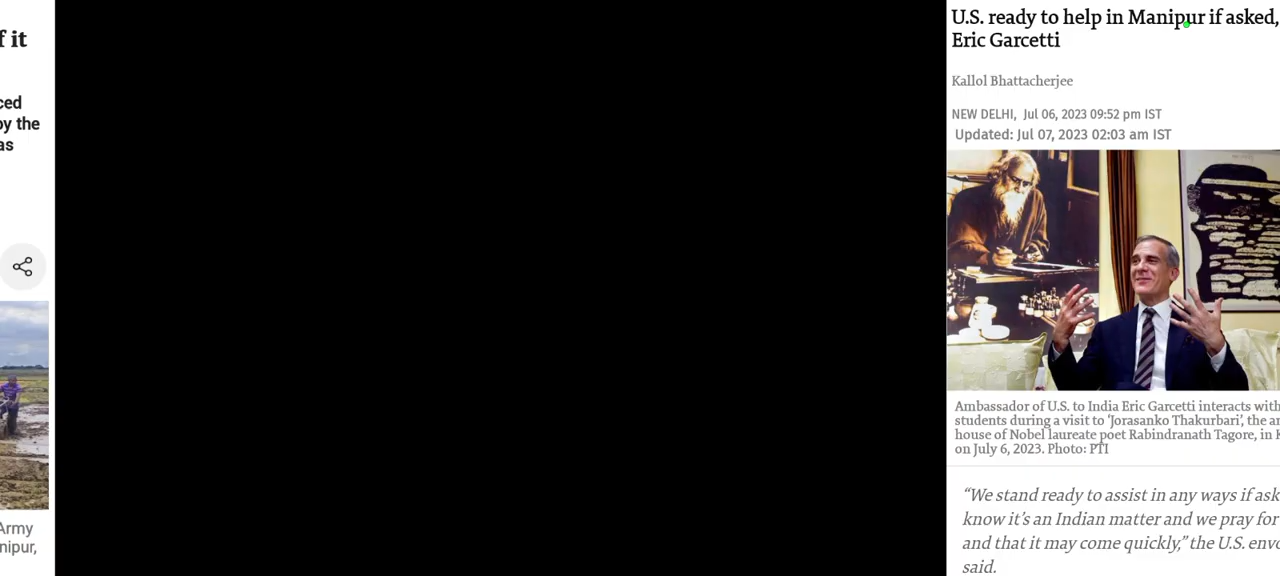 f it
ced
by the
as
Army
nipur,
U.S. ready to help in Manipur if asked,
Eric Garcetti
Kallol Bhattacherjee
NEW DELHI, Jul 06, 2023 09:52 pm IST
Updated: Jul 07, 2023 02:03 am IST
Ambassador of U.S. to India Eric Garcetti interacts with
students during a visit to 'Jorasanko Thakurbari', the an
house of Nobel laureate poet Rabindranath Tagore, in K
on July 6, 2023. Photo: PTI
“We stand ready to assist in any ways if ask
know it’s an Indian matter and we pray for
and that it may come quickly,” the U.S. envo
said.